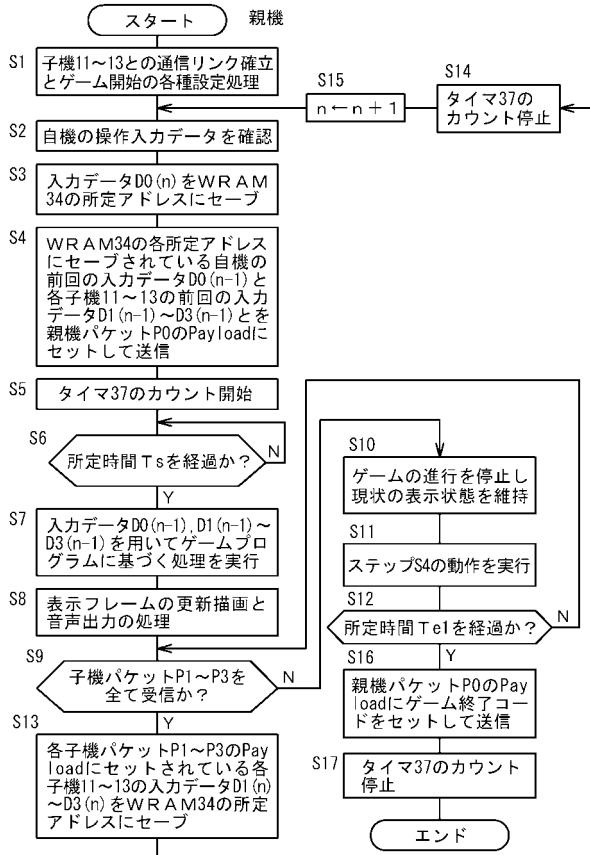 スタート
親機
S1
子機11～13との通信リンク確立
とゲーム開始の各種設定処理
S2
自機の操作入力データを確認
S3
入力データD0(n)をWRAM
34の所定アドレスにセーブ
S4
WRAM34の各所定アドレス
にセーブされている自機の
前回の入力データD0(n-1)と
各子機11～13の前回の入力
データD1(n-1)～D3(n-1)とを
親機パケットP0のPayloadに
セットして送信
S5
タイマ37のカウント開始
S6
所定時間Tsを経過か？
N
Y
S7
入力データD0(n-1),D1(n-1)～
D3(n-1)を用いてゲームプロ
グラムに基づく処理を実行
S8
表示フレームの更新描画と
音声出力の処理
S9
子機パケットP1～P3を
全て受信か？
N
Y
S13
各子機パケットP1～P3のPay
loadにセットされている各
子機11～13の入力データD1(n)
～D3(n)をWRAM34の所定
アドレスにセーブ
S15
n←n＋1
S14
タイマ37の
カウント停止
S10
ゲームの進行を停止し
現状の表示状態を維持
S11
ステップS4の動作を実行
S12
所定時間Te1を経過か？
N
Y
S16
親機パケットP0のPay
loadにゲーム終了コー
ドをセットして送信
S17
タイマ37のカウント
停止
エンド